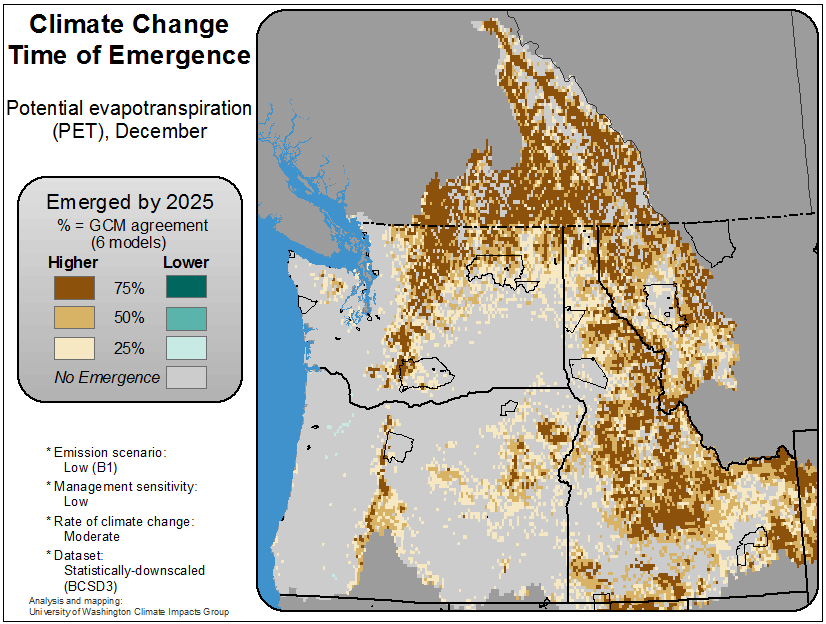 Climate Change
Time of Emergence
Potential evapotranspiration
(PET), December
Emerged by 2025
% = GCM agreement
(6 models)
Higher Lower
75%
50%
25%
No Emergence
* Emission scenario:
Low (B1)
* Management sensitivity:
Low
* Rate of climate change:
Moderate
* Dataset:
Statistically-downscaled
(BCSD3)
Analysis and mapping:
University of Washington Climate Impacts Group